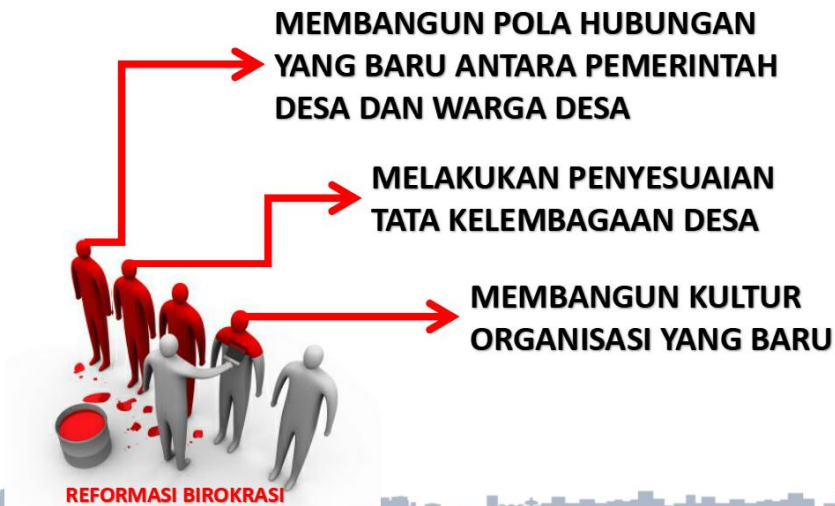 MEMBANGUN POLA HUBUNGAN
YANG BARU ANTARA PEMERINTAH
DESA DAN WARGA DESA
MELAKUKAN PENYESUAIAN
TATA KELEMBAGAAN DESA
MEMBANGUN KULTUR
ORGANISASI YANG BARU
REFORMASI BIROKRASI